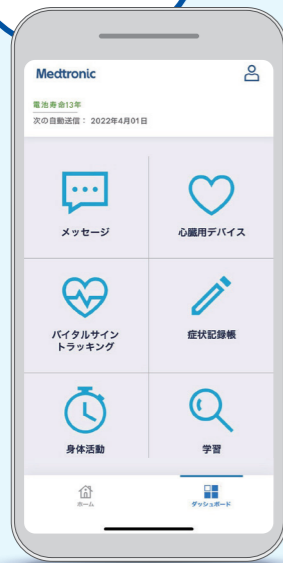 Medtronic
電池寿命13年
次の自動送信： 2022年4月01日
メッセージ
心臓用デバイス
バイタルサイン
トラッキング
症状記録帳
身体活動
学習
ホーム
ダッシュボード